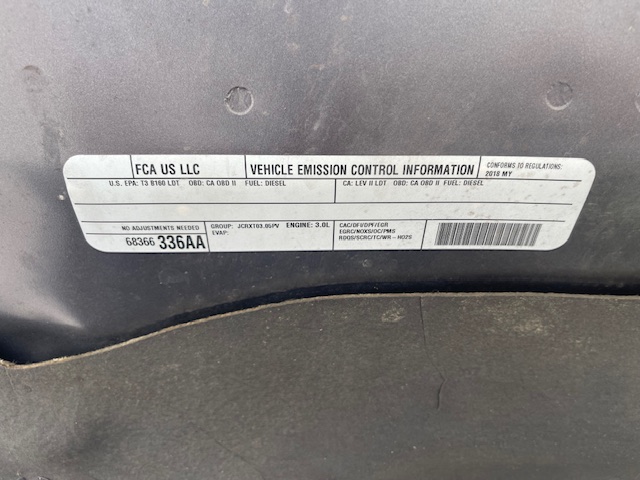 FCA US LLC
VEHICLE EMISSION CONTROL INFORMATION
CONFORMS TO REGULATIONS:
2018 MY
U.S. EPA: T3 B160 LDT OBD: CA OBD II FUEL: DIESEL
CA: LEV II LDT OBD: CA OBD II FUEL: DIESEL
NO ADJUSTMENTS NEEDED
68366 336AA
GROUP: JCRXT03.05PV ENGINE: 3.0L
EVAP:
CAC/DFI/DPF/EGR
EGRC/NOXS/OC/PMS
RDQS/SCRC/TC/WR-HO2S